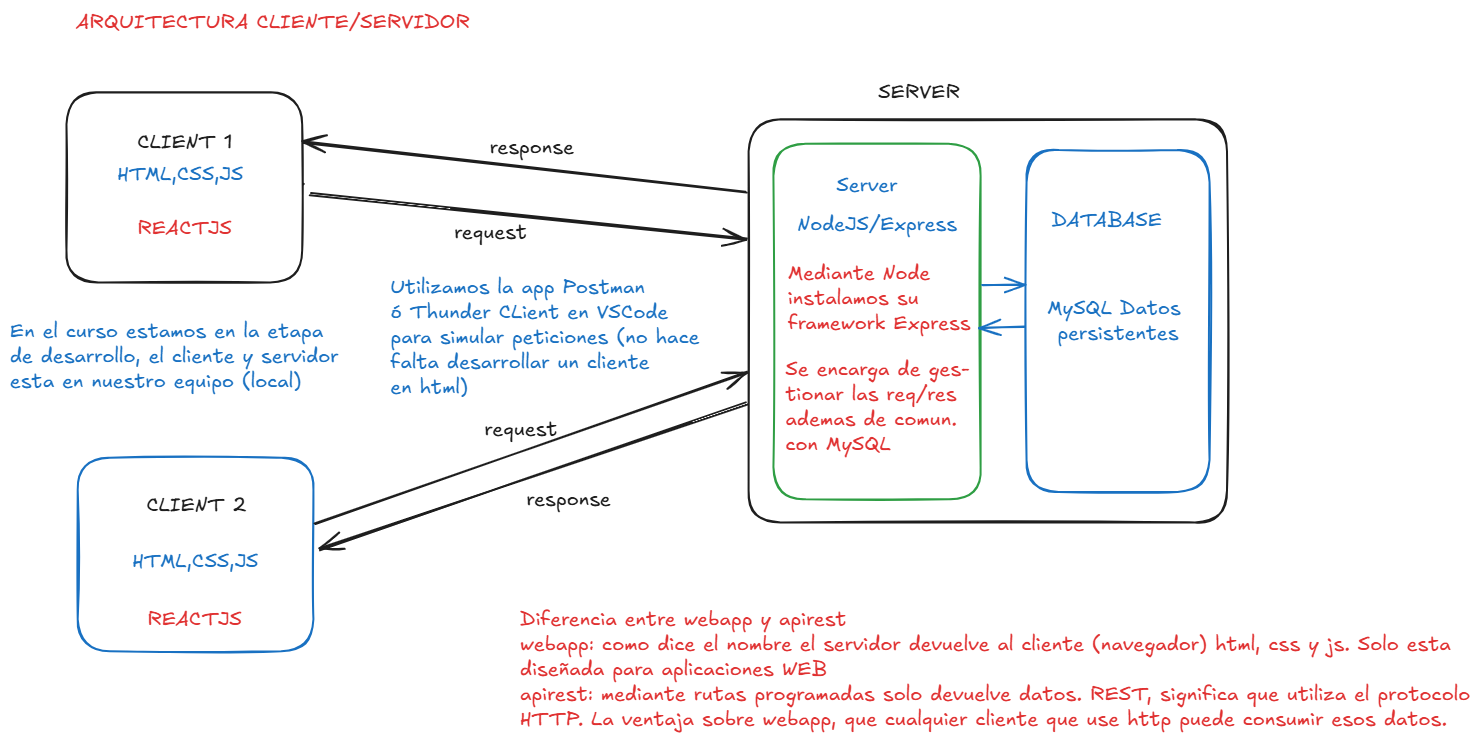 ARQUITECTURA CLIENTE/SERVIDOR
CLIENT 1
HTML,CSS,JS
REACTJS
response
request
SERVER
Server
NodeJS/Express
Mediante Node
instalamos su
framework Express
Se encarga de ges-
tionar las req/res
ademas de comun.
con MySQL
DATABASE
MySQL Datos
persistentes
En el curso estamos en la etapa
de desarrollo, el cliente y servidor
esta en nuestro equipo (local)
Utilizamos la app Postman
ó Thunder CLient en VSCode
para simular peticiones (no hace
falta desarrollar un cliente
en html)
request
response
CLIENT 2
HTML,CSS,JS
REACTJS
Diferencia entre webapp y apirest
webapp: como dice el nombre el servidor devuelve al cliente (navegador) html, css y js. Solo esta
diseñada para aplicaciones WEB
apirest: mediante rutas programadas solo devuelve datos. REST, significa que utiliza el protocolo
HTTP. La ventaja sobre webapp, que cualquier cliente que use http puede consumir esos datos.